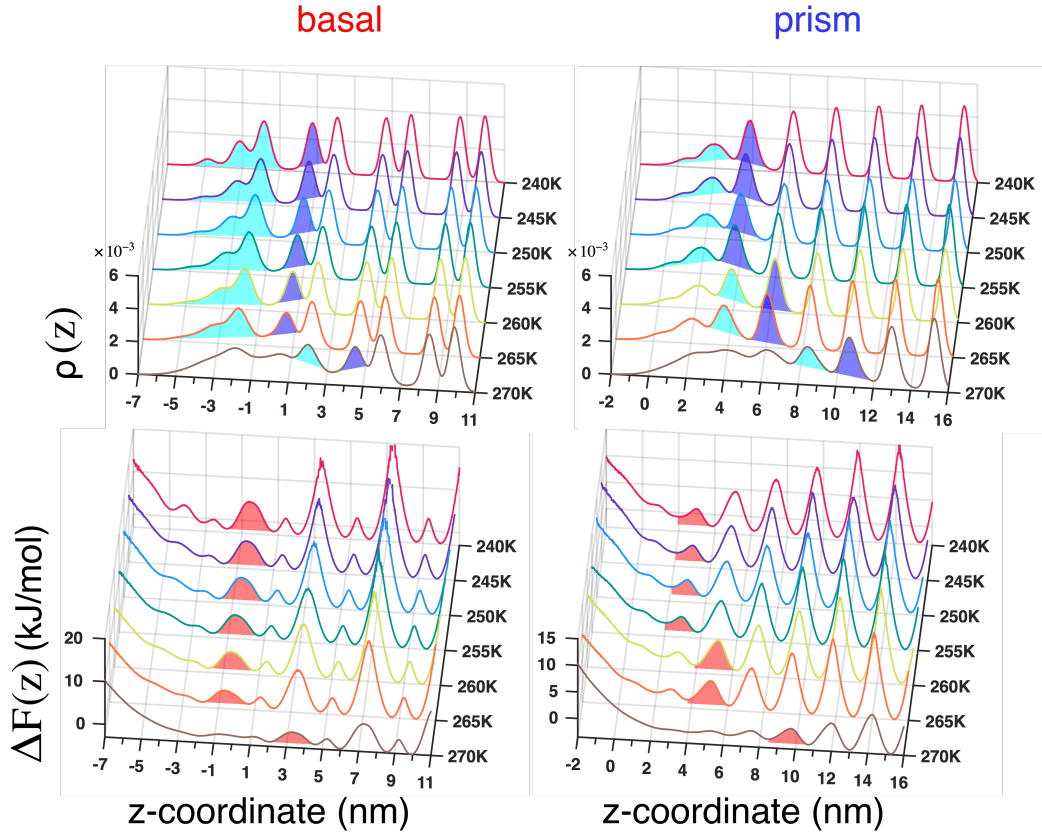 basal
prism
ρ(z)
× 10⁻³
6
4
2
0
-7 -5 -3 -1 1 3 5 7 9 11
240K
245K
250K
255K
260K
265K
270K
× 10⁻³
6
4
2
0
-2 0 2 4 6 8 10 12 14 16
240K
245K
250K
255K
260K
265K
270K
ΔF(z) (kJ/mol)
20
10
0
-7 -5 -3 -1 1 3 5 7 9 11
240K
245K
250K
255K
260K
265K
270K
15
10
5
0
-2 0 2 4 6 8 10 12 14 16
240K
245K
250K
255K
260K
265K
270K
z-coordinate (nm)
z-coordinate (nm)